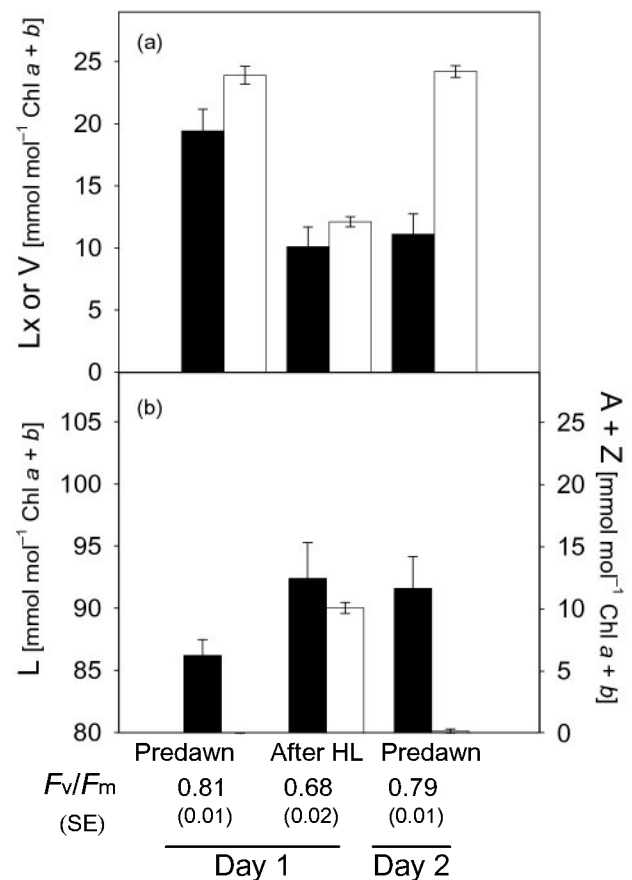 (a)
Lx or V [mmol mol⁻¹ Chl a + b]
25
20
15
10
5
0
(b)
L [mmol mol⁻¹ Chl a + b]
105
100
95
90
85
80
A + Z [mmol mol⁻¹ Chl a + b]
25
20
15
10
5
0
Predawn After HL Predawn
Fv/Fm 0.81 0.68 0.79
(SE) (0.01) (0.02) (0.01)
Day 1 Day 2